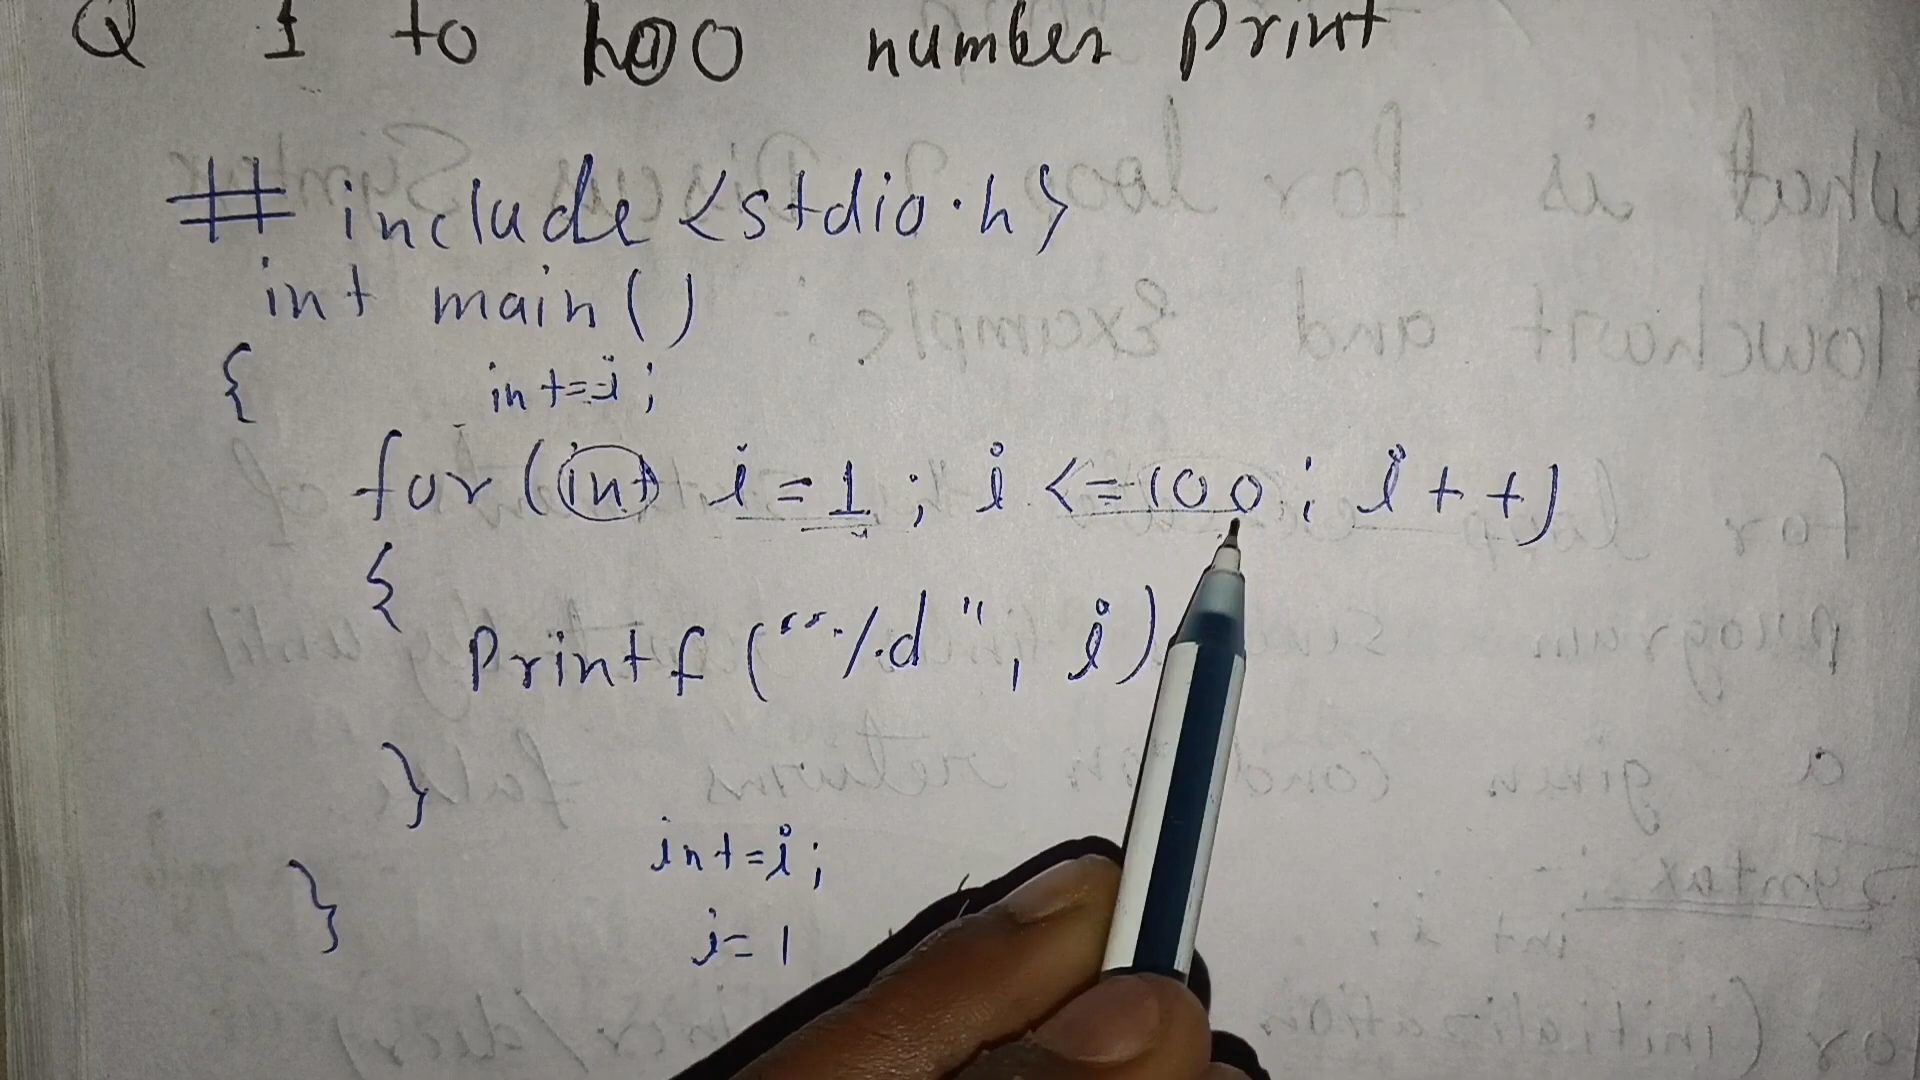 Q 1 to 100 number print
# include <stdio.h>
int main()
{ int=i;
for (int i=1; i <=100; i++)
{
Printf ("%d", i)
}
int=i;
} i=1